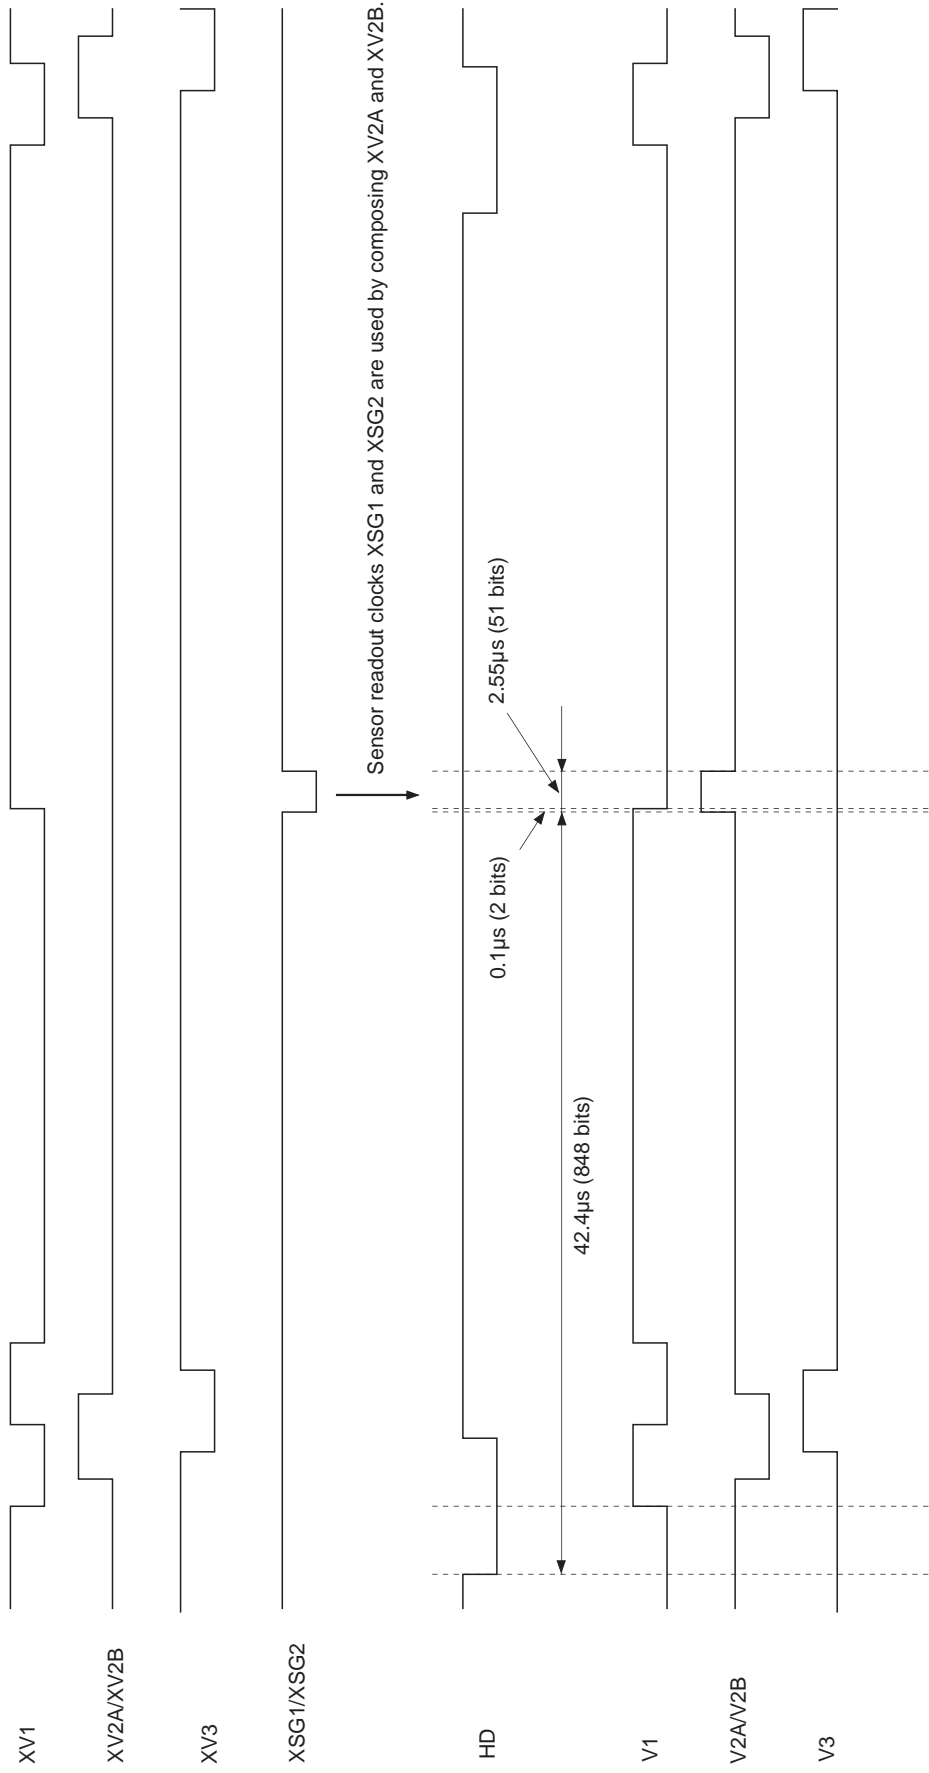 XV1
XV2A/XV2B
XV3
XSG1/XSG2
Sensor readout clocks XSG1 and XSG2 are used by composing XV2A and XV2B.
HD
0.1µs (2 bits)
2.55µs (51 bits)
42.4µs (848 bits)
V1
V2A/V2B
V3